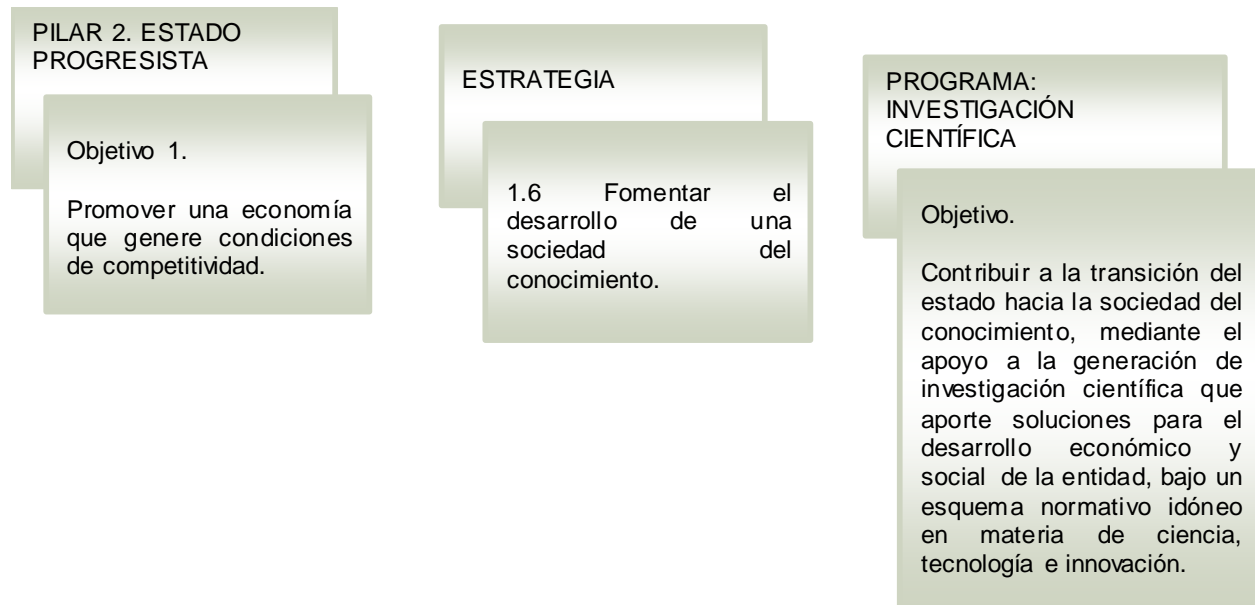 PILAR 2. ESTADO
PROGRESISTA
Objetivo 1.
Promover una economía
que genere condiciones
de competitividad.
ESTRATEGIA
1.6 Fomentar el
desarrollo de una
sociedad del
conocimiento.
PROGRAMA:
INVESTIGACIÓN
CIENTÍFICA
Objetivo.
Contribuir a la transición del
estado hacia la sociedad del
conocimiento, mediante el
apoyo a la generación de
investigación científica que
aporte soluciones para el
desarrollo económico y
social de la entidad, bajo un
esquema normativo idóneo
en materia de ciencia,
tecnología e innovación.